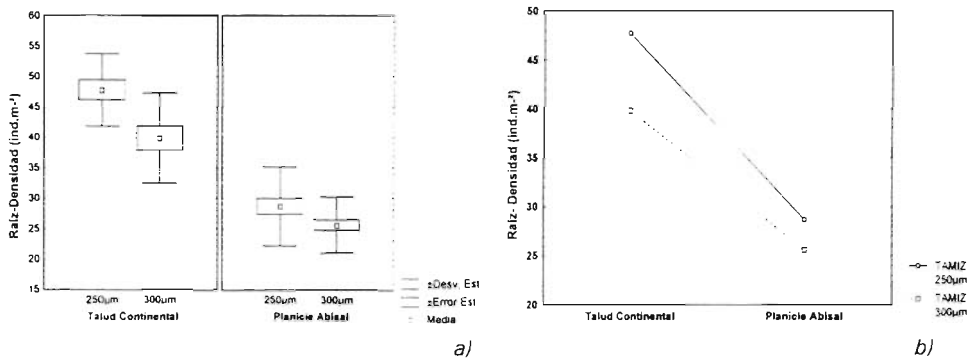 60
55
50
45
40
35
30
25
20
15
Raíz-Densidad (ind.m-²)
250µm 300µm 250µm 300µm
Talud Continental Planicie Abisal
±Desv. Est
±Error Est
Media
a)
50
45
40
35
30
25
20
Raíz- Densidad (ind.m-²)
Talud Continental Planicie Abisal
TAMIZ
250µm
TAMIZ
300µm
b)